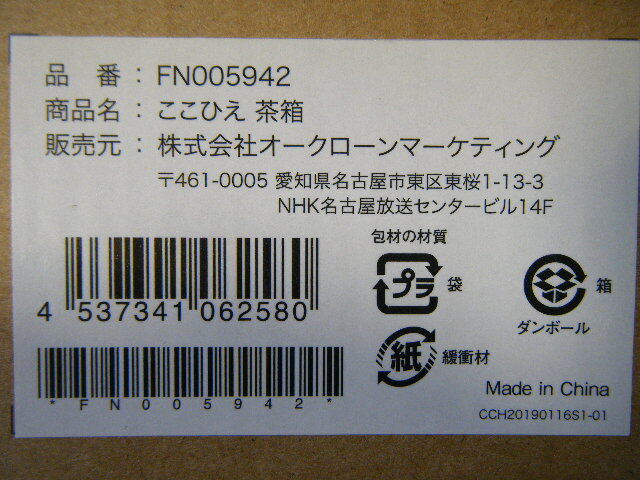 品 番 : FN005942
商品名 : ここひえ 茶箱
販売元 : 株式会社オークローンマーケティング
〒461-0005 愛知県名古屋市東区東桜1-13-3
NHK名古屋放送センタービル14F
包材の材質
プラ 袋
箱
ダンボール
紙 緩衝材
4 537341 062580
*FN005942*
Made in China
CCH20190116S1-01